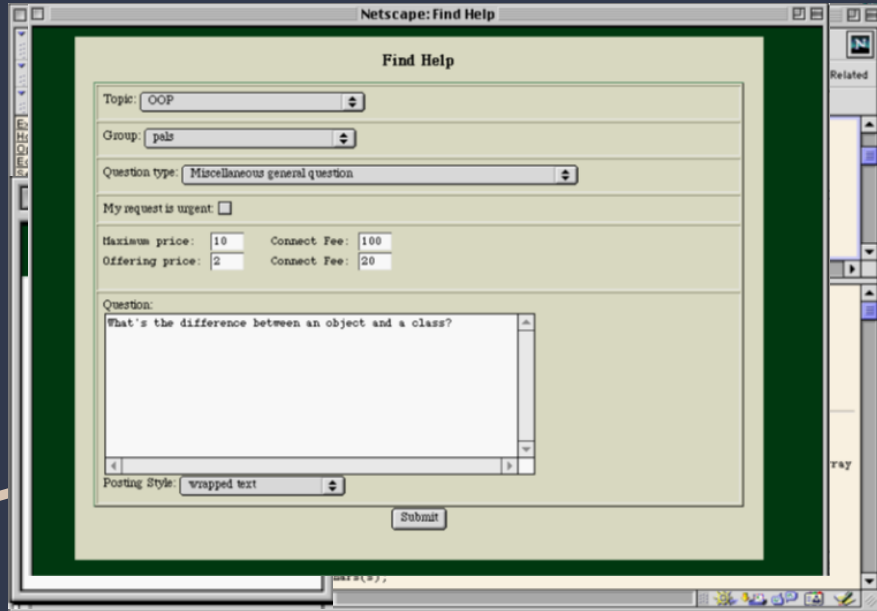 Netscape: Find Help
Related
Find Help
Topic: OOP
Group: pals
Question type: Miscellaneous general question
My request is urgent:
Maximum price: 10 Connect Fee: 100
Offering price: 2 Connect Fee: 20
Question:
What's the difference between an object and a class?
ray
Posting Style: wrapped text
Submit